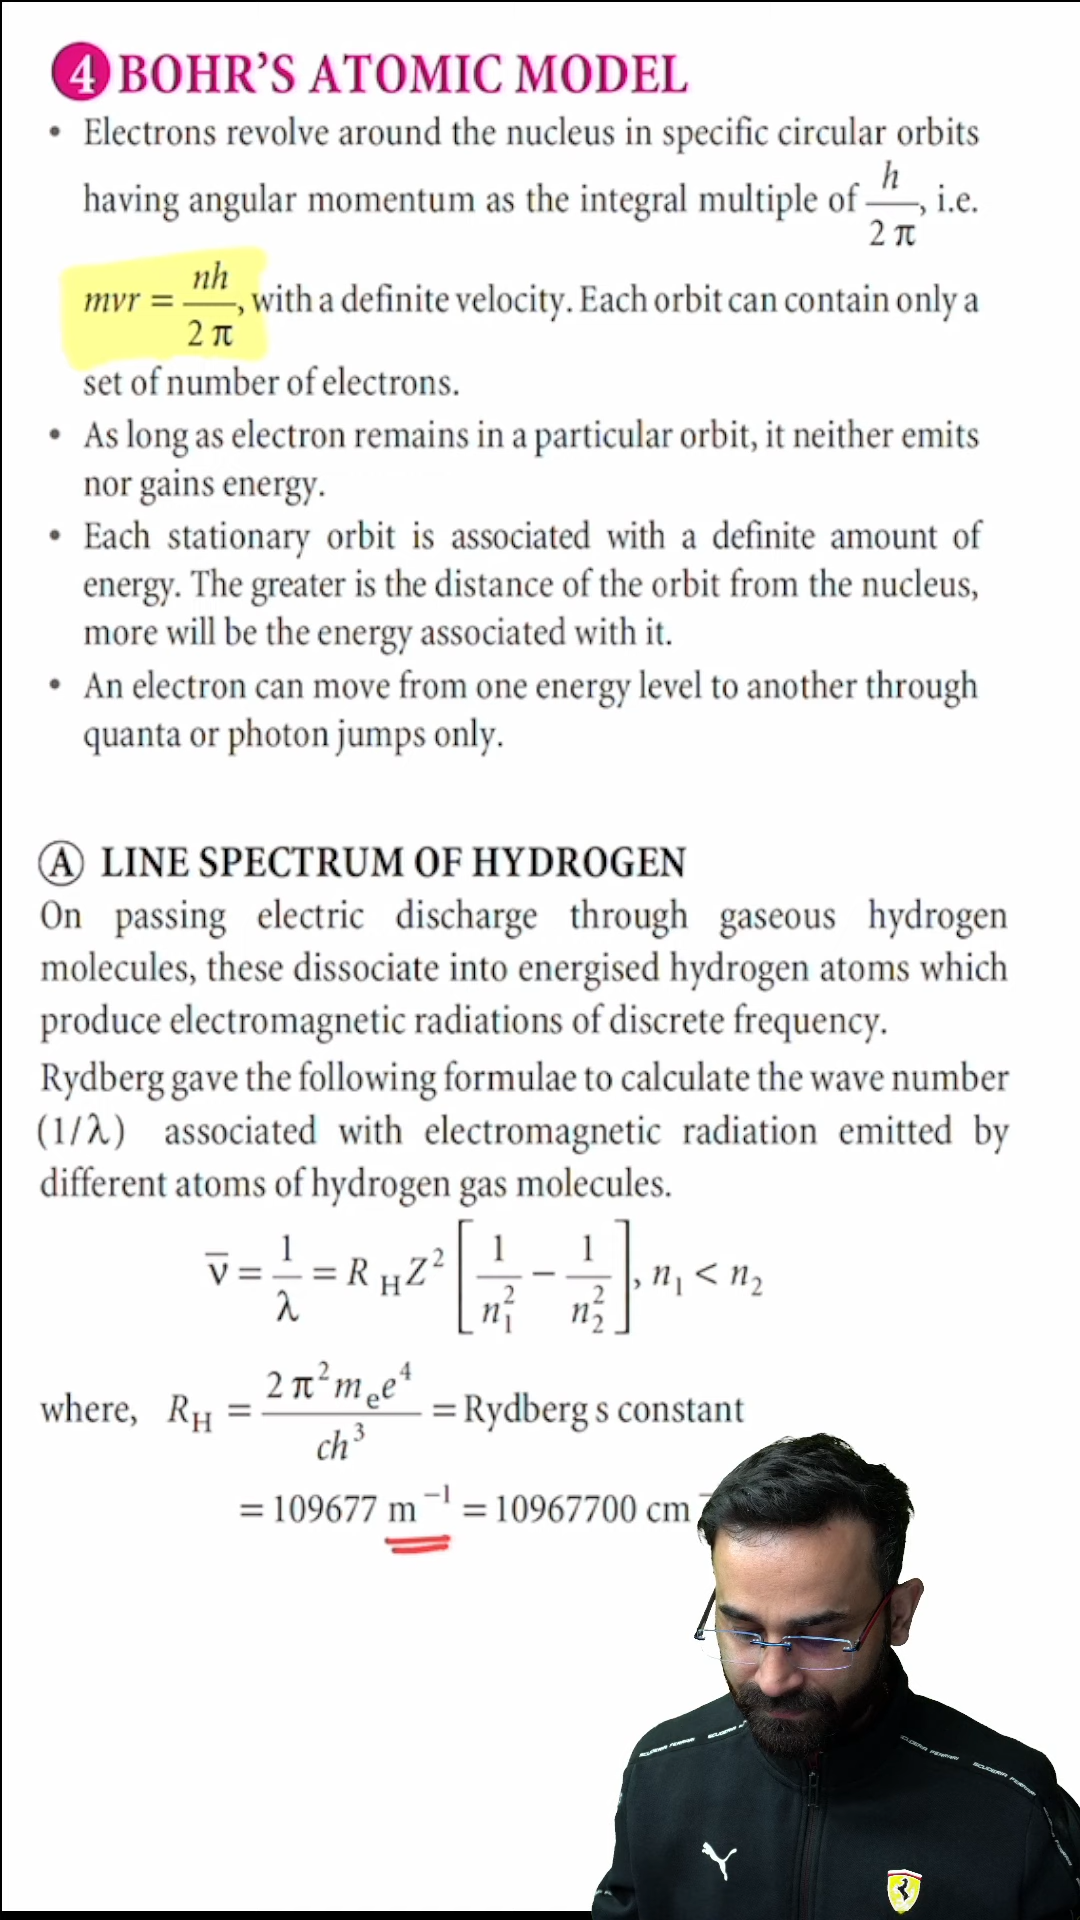 4 BOHR'S ATOMIC MODEL
• Electrons revolve around the nucleus in specific circular orbits
having angular momentum as the integral multiple of h/2π, i.e.
mvr = nh/2π, with a definite velocity. Each orbit can contain only a
set of number of electrons.
• As long as electron remains in a particular orbit, it neither emits
nor gains energy.
• Each stationary orbit is associated with a definite amount of
energy. The greater is the distance of the orbit from the nucleus,
more will be the energy associated with it.
• An electron can move from one energy level to another through
quanta or photon jumps only.
Ⓐ LINE SPECTRUM OF HYDROGEN
On passing electric discharge through gaseous hydrogen
molecules, these dissociate into energised hydrogen atoms which
produce electromagnetic radiations of discrete frequency.
Rydberg gave the following formulae to calculate the wave number
(1/λ) associated with electromagnetic radiation emitted by
different atoms of hydrogen gas molecules.
ν̅ = 1/λ = R_H Z² [1/n₁² − 1/n₂²], n₁ < n₂
where, R_H = 2π²mₑe⁴/ch³ = Rydberg s constant
= 109677 m⁻¹ = 10967700 cm⁻
SCUDERIA FERRARI
SCUDERIA FERRARI
SCUDERIA FERRARI